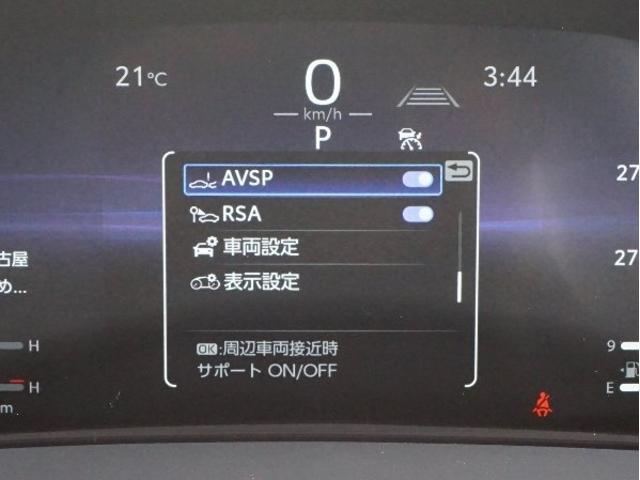 21℃
0
km/h
P
3:44
AVSP
RSA
車両設定
表示設定
OK:周辺車両接近時
サポート ON/OFF
27
27
古屋
め...
H
H
m
9
E